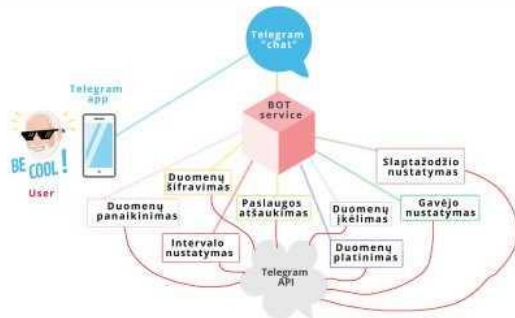 Telegram
"chat"
Telegram
app
BE
COOL!
User
BOT
service
Slaptažodžio
nustatymas
Duomenų
šifravimas
Duomenų
panaikinimas
Paslaugos
atšaukimas
Duomenų
įkėlimas
Gavėjo
nustatymas
Intervalo
nustatymas
Duomenų
platinimas
Telegram
API